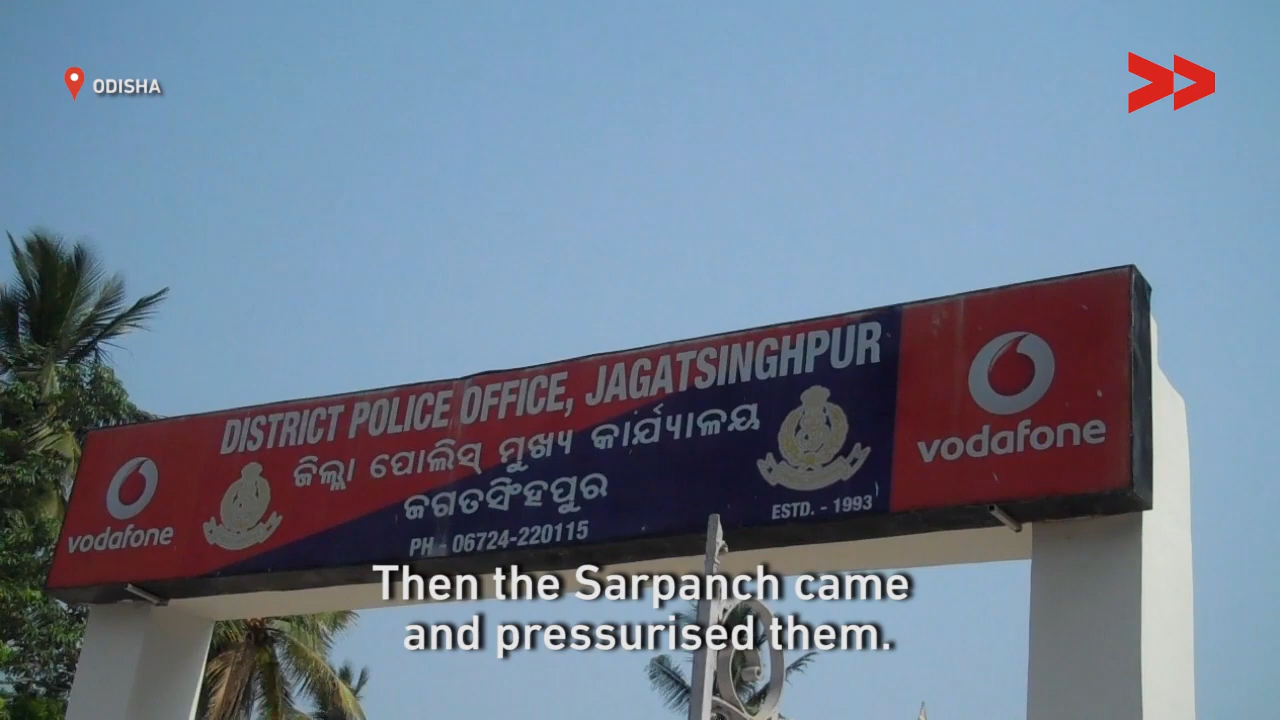 ODISHA
DISTRICT POLICE OFFICE, JAGATSINGHPUR
ଜିଲ୍ଲା ପୋଲିସ୍ ମୁଖ୍ୟ କାର୍ଯ୍ୟାଳୟ
ଜଗତସିଂହପୁର
PH - 06724-220115
ESTD. - 1993
vodafone
vodafone
Then the Sarpanch came
and pressurised them.